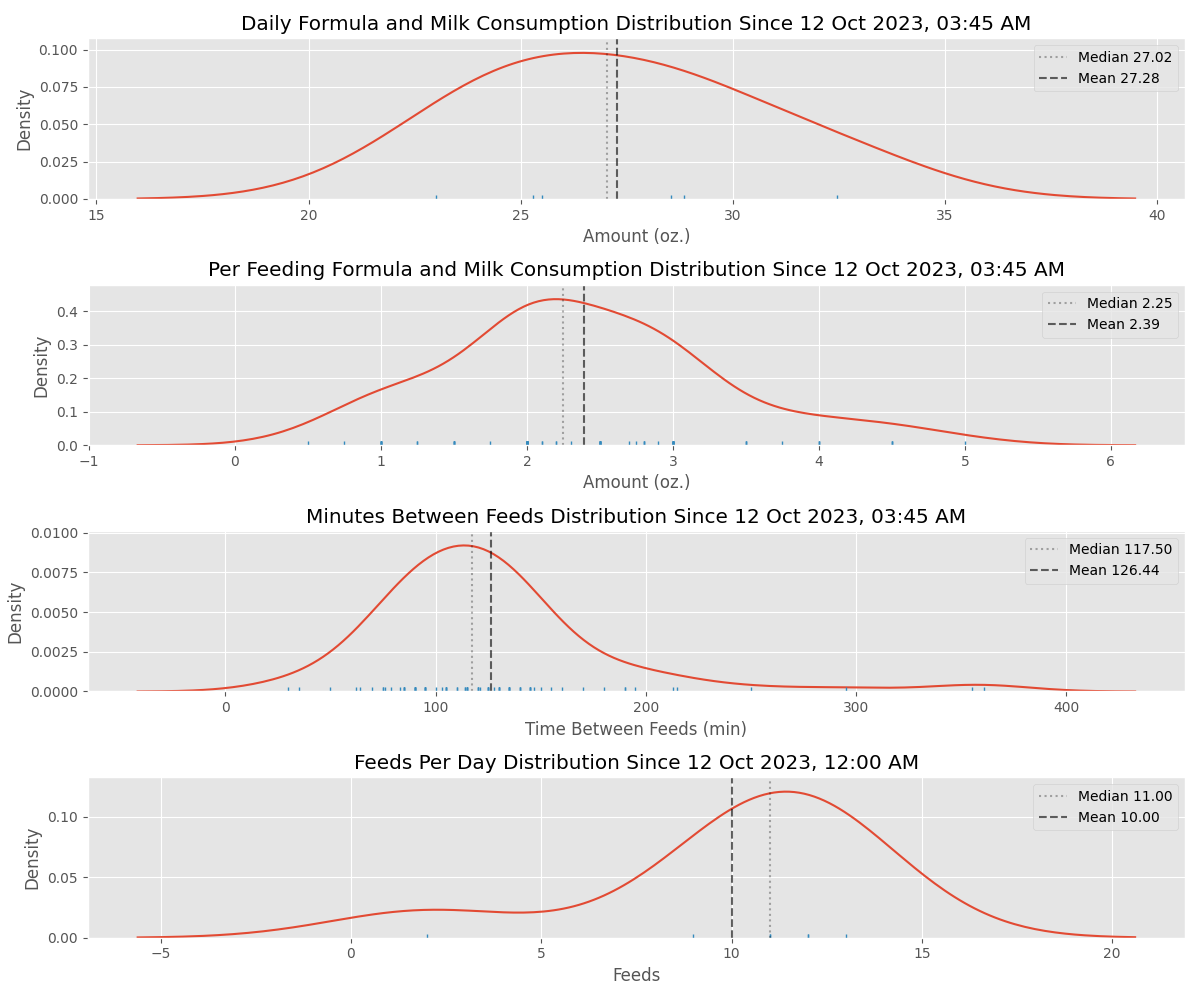 Daily Formula and Milk Consumption Distribution Since 12 Oct 2023, 03:45 AM
0.100
0.075
0.050
0.025
0.000
Density
Median 27.02
Mean 27.28
15 20 25 30 35 40
Amount (oz.)
Per Feeding Formula and Milk Consumption Distribution Since 12 Oct 2023, 03:45 AM
0.4
0.3
0.2
0.1
0.0
Density
Median 2.25
Mean 2.39
−1 0 1 2 3 4 5 6
Amount (oz.)
Minutes Between Feeds Distribution Since 12 Oct 2023, 03:45 AM
0.0100
0.0075
0.0050
0.0025
0.0000
Density
Median 117.50
Mean 126.44
0 100 200 300 400
Time Between Feeds (min)
Feeds Per Day Distribution Since 12 Oct 2023, 12:00 AM
0.10
0.05
0.00
Density
Median 11.00
Mean 10.00
−5 0 5 10 15 20
Feeds